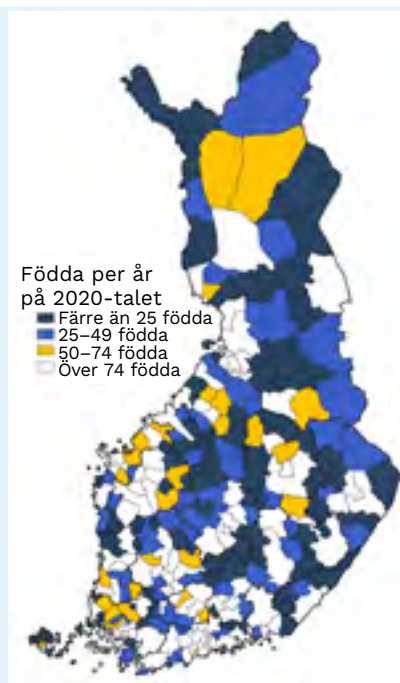 Födda per år
på 2020-talet
Färre än 25 födda
25–49 födda
50–74 födda
Över 74 födda